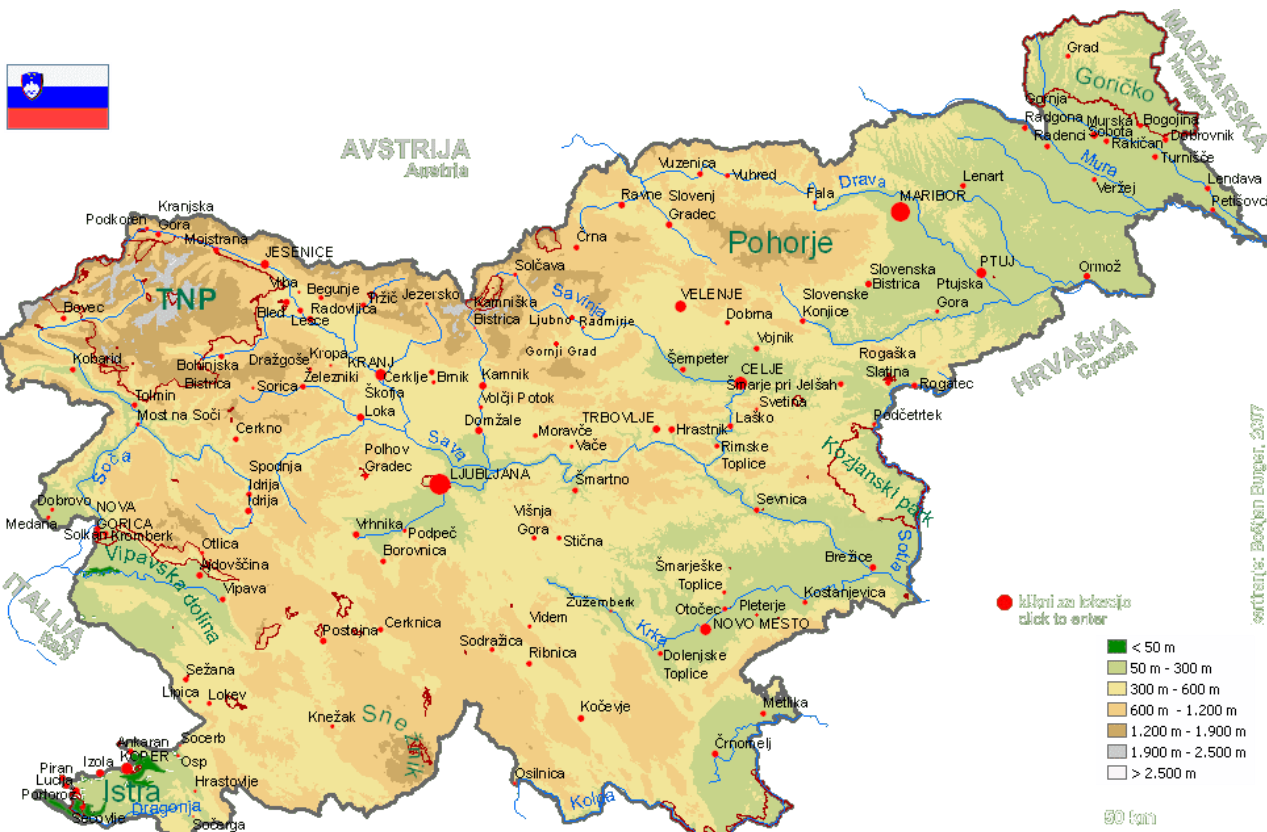 Grad
Goričko
MADŽARSKA
Hungary
Gornja
Radgona
Murska
Sobota
Bogojina
Dobrovnik
Radenci
Rakičan
Turnišče
Mura
Veržej
Lendava
Petišovci
AVSTRIJA
Austria
Vuzenica
Vuhred
Fala
Drava
Lenart
MARIBOR
Ravne
Slovenj
Gradec
Črna
Pohorje
PTUJ
Ormož
Slovenska
Bistrica
Ptujska
Gora
Podkoren
Kranjska
Gora
Mojstrana
JESENICE
Solčava
Vrba
Begunje
Tržič
Jezersko
Bled
Radovljica
Lesce
TNP
Bovec
Kamniška
Bistrica
Savinja
Ljubno
Radmirje
VELENJE
Dobrna
Slovenske
Konjice
HRVAŠKA
Croatia
Gornji Grad
Vojnik
Kobarid
Bohinjska
Bistrica
Dražgoše
Kropa
KRANJ
Železniki
Sorica
Cerklje
Brnik
Kamnik
Šempeter
CELJE
Šmarje pri Jelšah
Rogaška
Slatina
Rogatec
Tolmin
Most na Soči
Škofja
Loka
Volčji Potok
Svetina
Podčetrtek
Cerkno
Domžale
Moravče
Vače
TRBOVLJE
Hrastnik
Laško
Rimske
Toplice
Soča
Polhov
Gradec
Sava
LJUBLJANA
Kozjanski park
Spodnja
Idrija
Idrija
Šmartno
Sevnica
Dobrovo
Medana
NOVA
GORICA
Solkan
Kromberk
Vrhnika
Podpeč
Borovnica
Višnja
Gora
Stična
Otlica
Ajdovščina
Vipavska dolina
Vipava
Šmarješke
Toplice
Brežice
Sotla
ITALIJA
Italy
Žužemberk
Otočec
Pleterje
Kostanjevica
Krka
NOVO MESTO
Postojna
Cerknica
Videm
Sodražica
Ribnica
Dolenjske
Toplice
Sežana
Lipica
Lokev
Knežak
Snežnik
Kočevje
Metlika
Črnomelj
Ankaran
KOPER
Izola
Socerb
Osp
Piran
Lucija
Portorož
Sečovlje
Istra
Dragonja
Hrastovlje
Sočerga
Osilnica
Kolpa
klikni za lokacijo
click to enter
< 50 m
50 m - 300 m
300 m - 600 m
600 m - 1.200 m
1.200 m - 1.900 m
1.900 m - 2.500 m
> 2.500 m
50 km